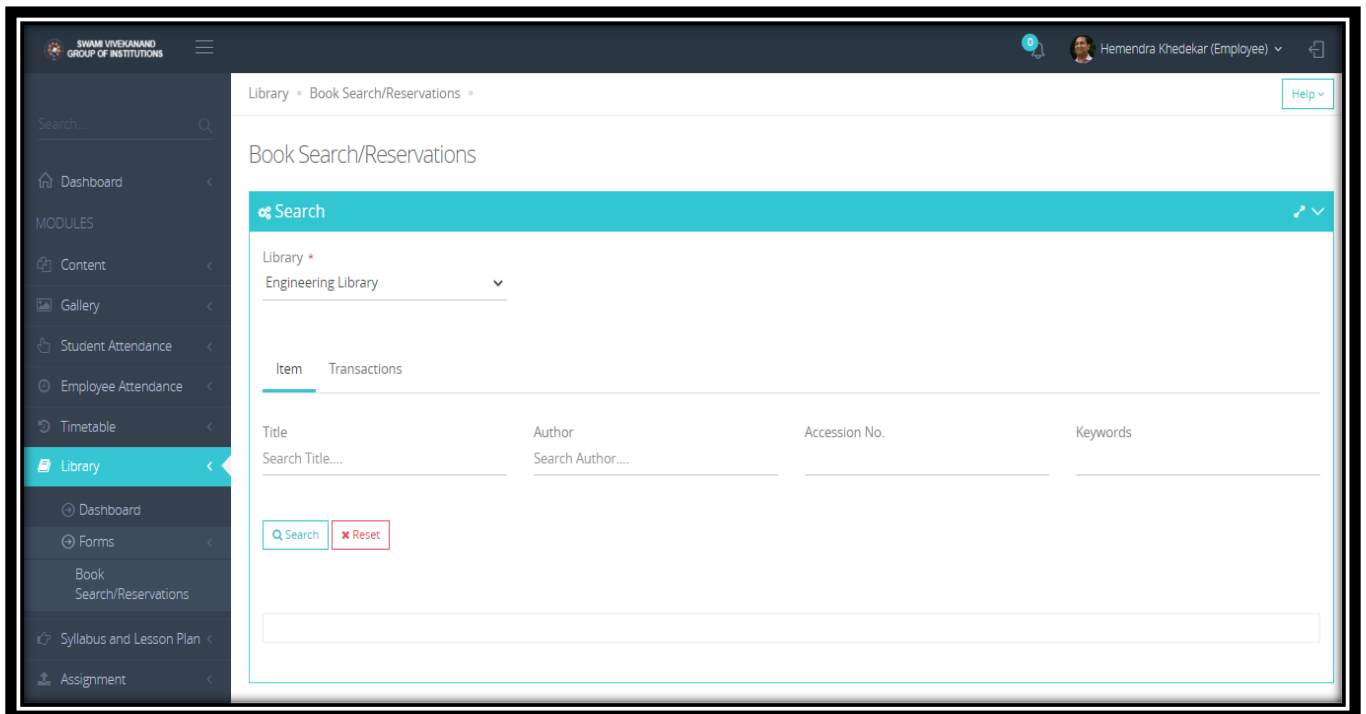 SWAMI VIVEKANAND
GROUP OF INSTITUTIONS
0
Hemendra Khedekar (Employee)
Search...
Dashboard
MODULES
Content
Gallery
Student Attendance
Employee Attendance
Timetable
Library
Dashboard
Forms
Book
Search/Reservations
Syllabus and Lesson Plan
Assignment
Library Book Search/Reservations
Help
Book Search/Reservations
Search
Library *
Engineering Library
Item Transactions
Title Author Accession No. Keywords
Search Title.... Search Author....
Search Reset